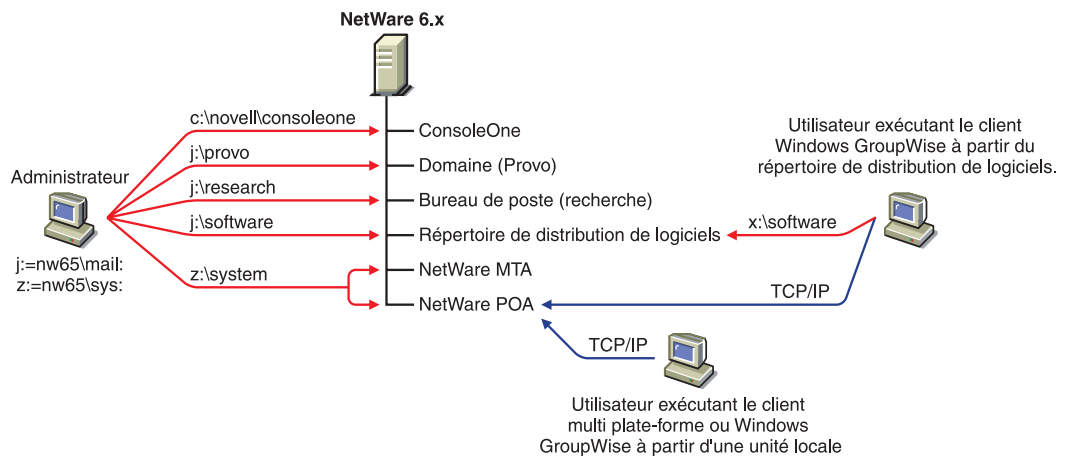 NetWare 6.x
c:\novell\consoleone
ConsoleOne
j:\provo
Domaine (Provo)
Administrateur
j:\research
Bureau de poste (recherche)
j:\software
Répertoire de distribution de logiciels
x:\software
Utilisateur exécutant le client
Windows GroupWise à partir du
répertoire de distribution de logiciels.
j:=nw65\mail:
z:=nw65\sys:
z:\system
NetWare MTA
NetWare POA
TCP/IP
TCP/IP
Utilisateur exécutant le client
multi plate-forme ou Windows
GroupWise à partir d'une unité locale